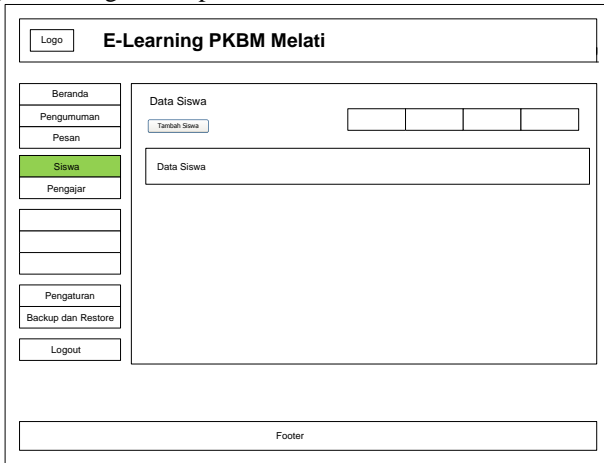 Logo
E-Learning PKBM Melati
Beranda
Pengumuman
Pesan
Siswa
Pengajar
Pengaturan
Backup dan Restore
Logout
Data Siswa
Tambah Siswa
Data Siswa
Footer